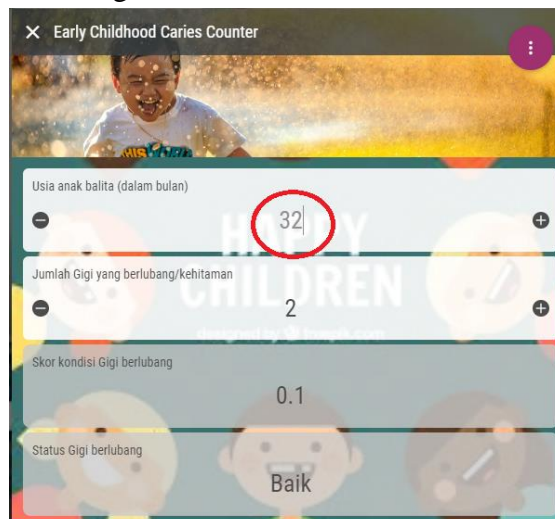 × Early Childhood Caries Counter
Usia anak balita (dalam bulan)
32
HAPPY
Jumlah Gigi yang berlubang/kehitaman
CHILDREN
2
designed by freepik.com
Skor kondisi Gigi berlubang
0.1
Status Gigi berlubang
Baik